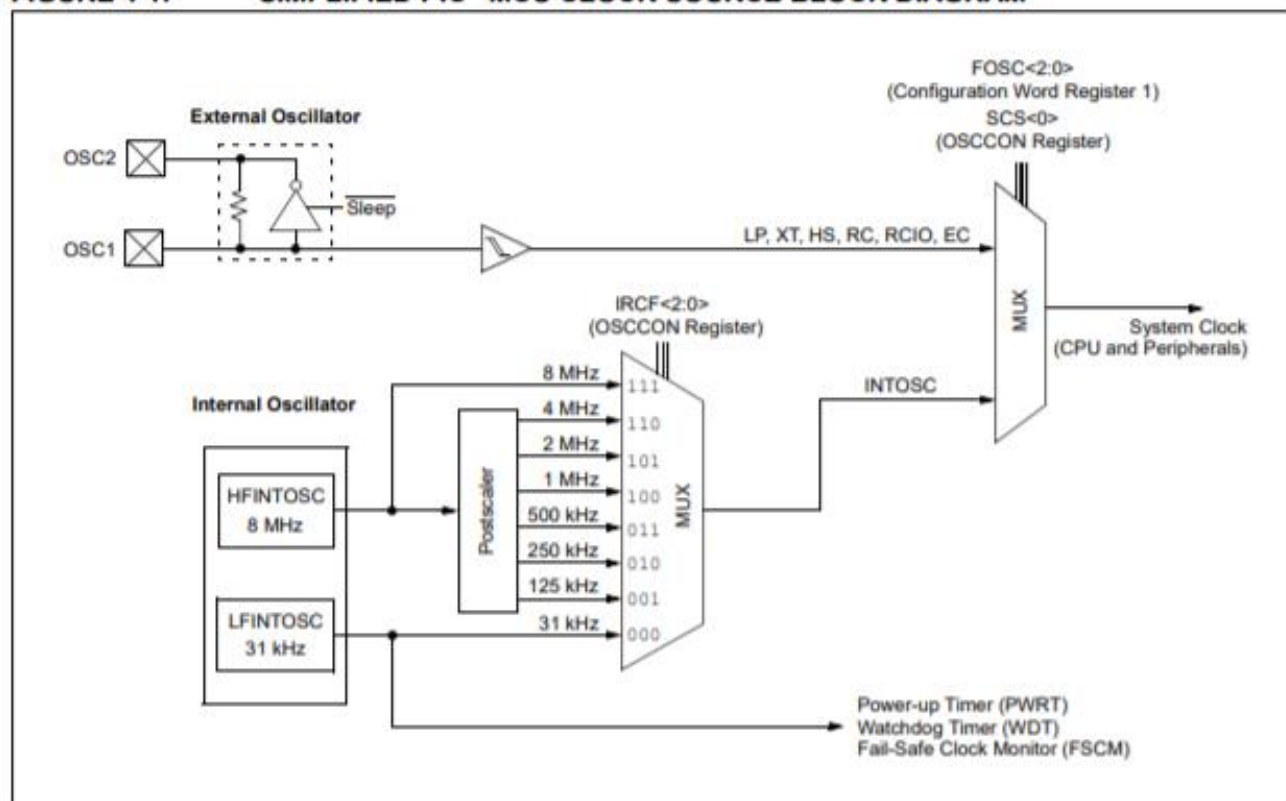 FOSC<2:0>
(Configuration Word Register 1)
SCS<0>
(OSCCON Register)
External Oscillator
OSC2
Sleep
OSC1
LP, XT, HS, RC, RCIO, EC
MUX
System Clock
(CPU and Peripherals)
IRCF<2:0>
(OSCCON Register)
INTOSC
Internal Oscillator
HFINTOSC
8 MHz
LFINTOSC
31 kHz
Postscaler
8 MHz 111
4 MHz 110
2 MHz 101
1 MHz 100
500 kHz 011
250 kHz 010
125 kHz 001
31 kHz 000
MUX
Power-up Timer (PWRT)
Watchdog Timer (WDT)
Fail-Safe Clock Monitor (FSCM)